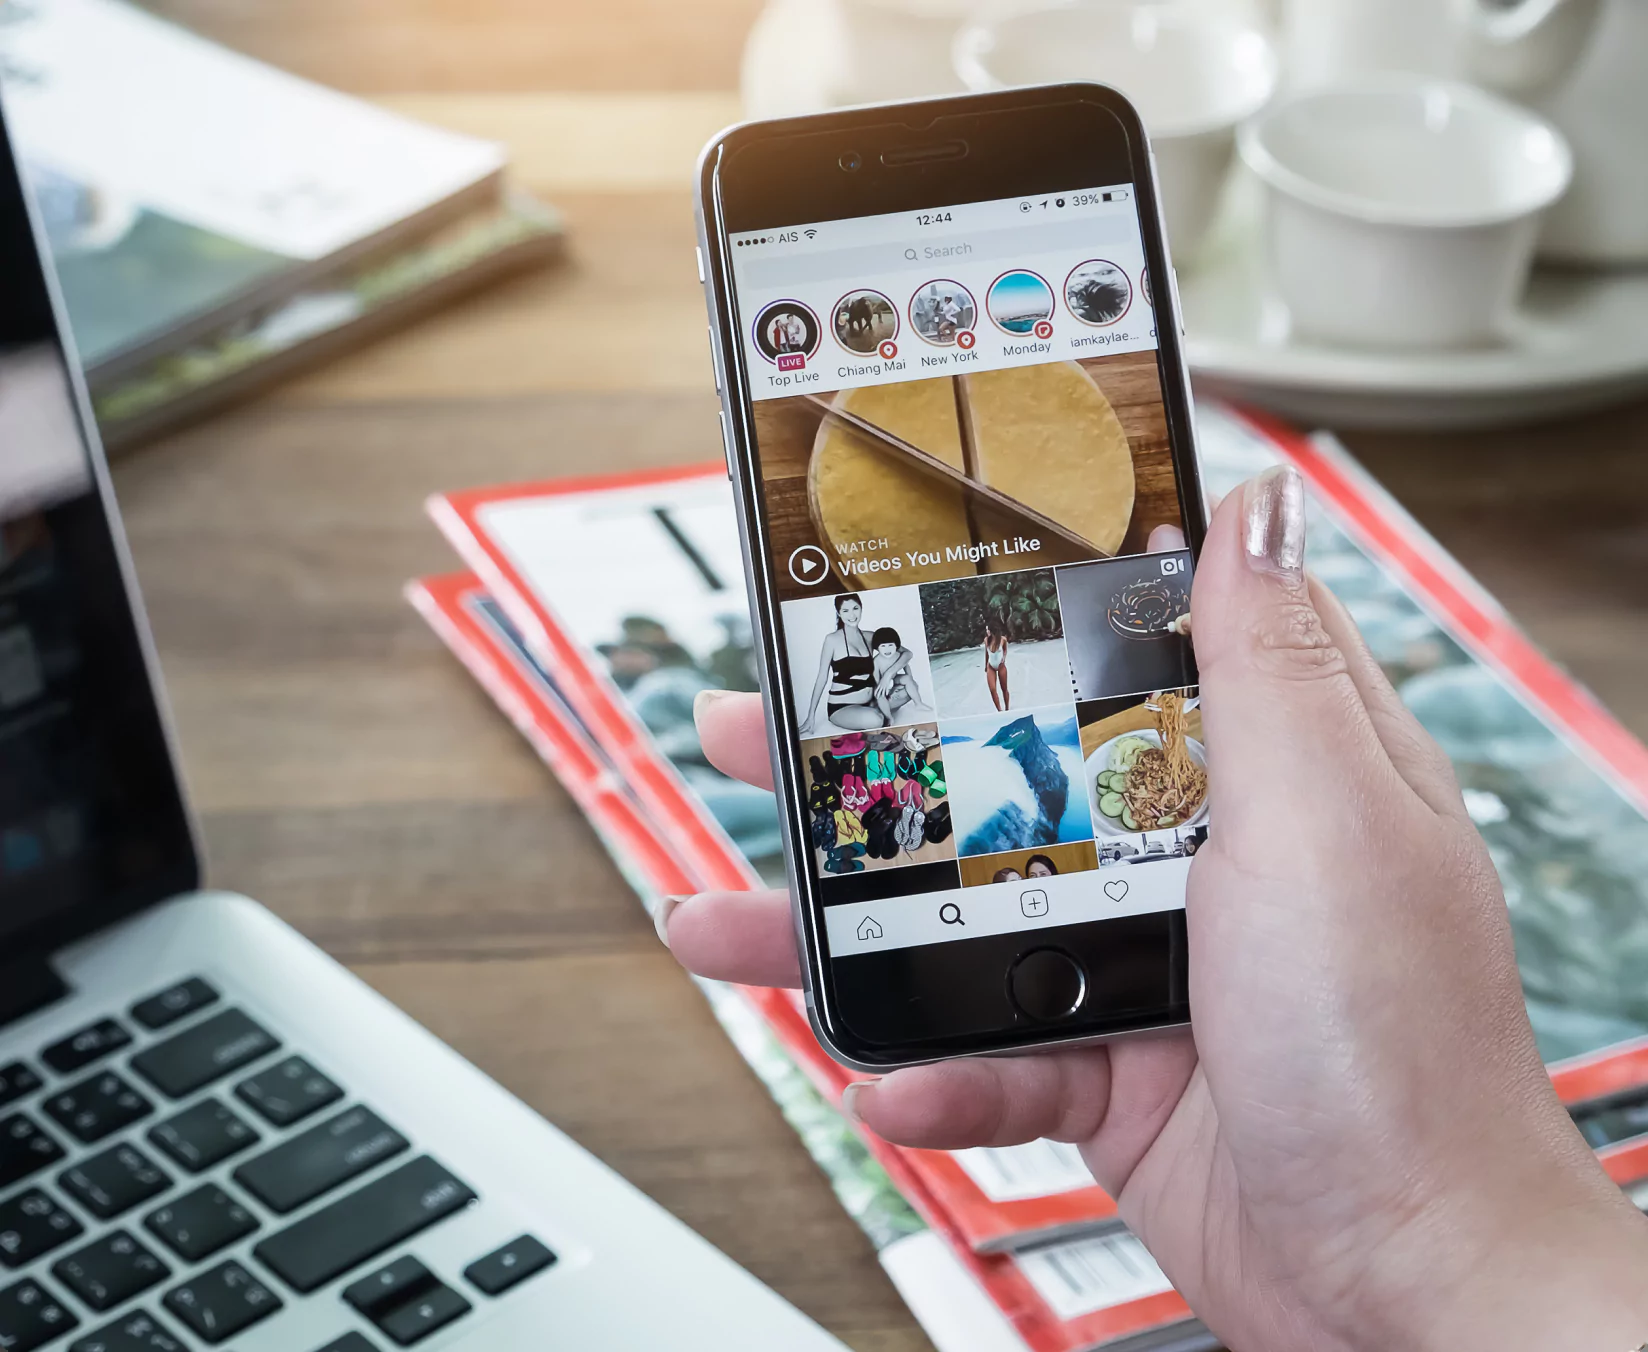 AIS 12:44 39%
Search
LIVE
Top Live Chiang Mai New York Monday iamkaylae...
WATCH
Videos You Might Like